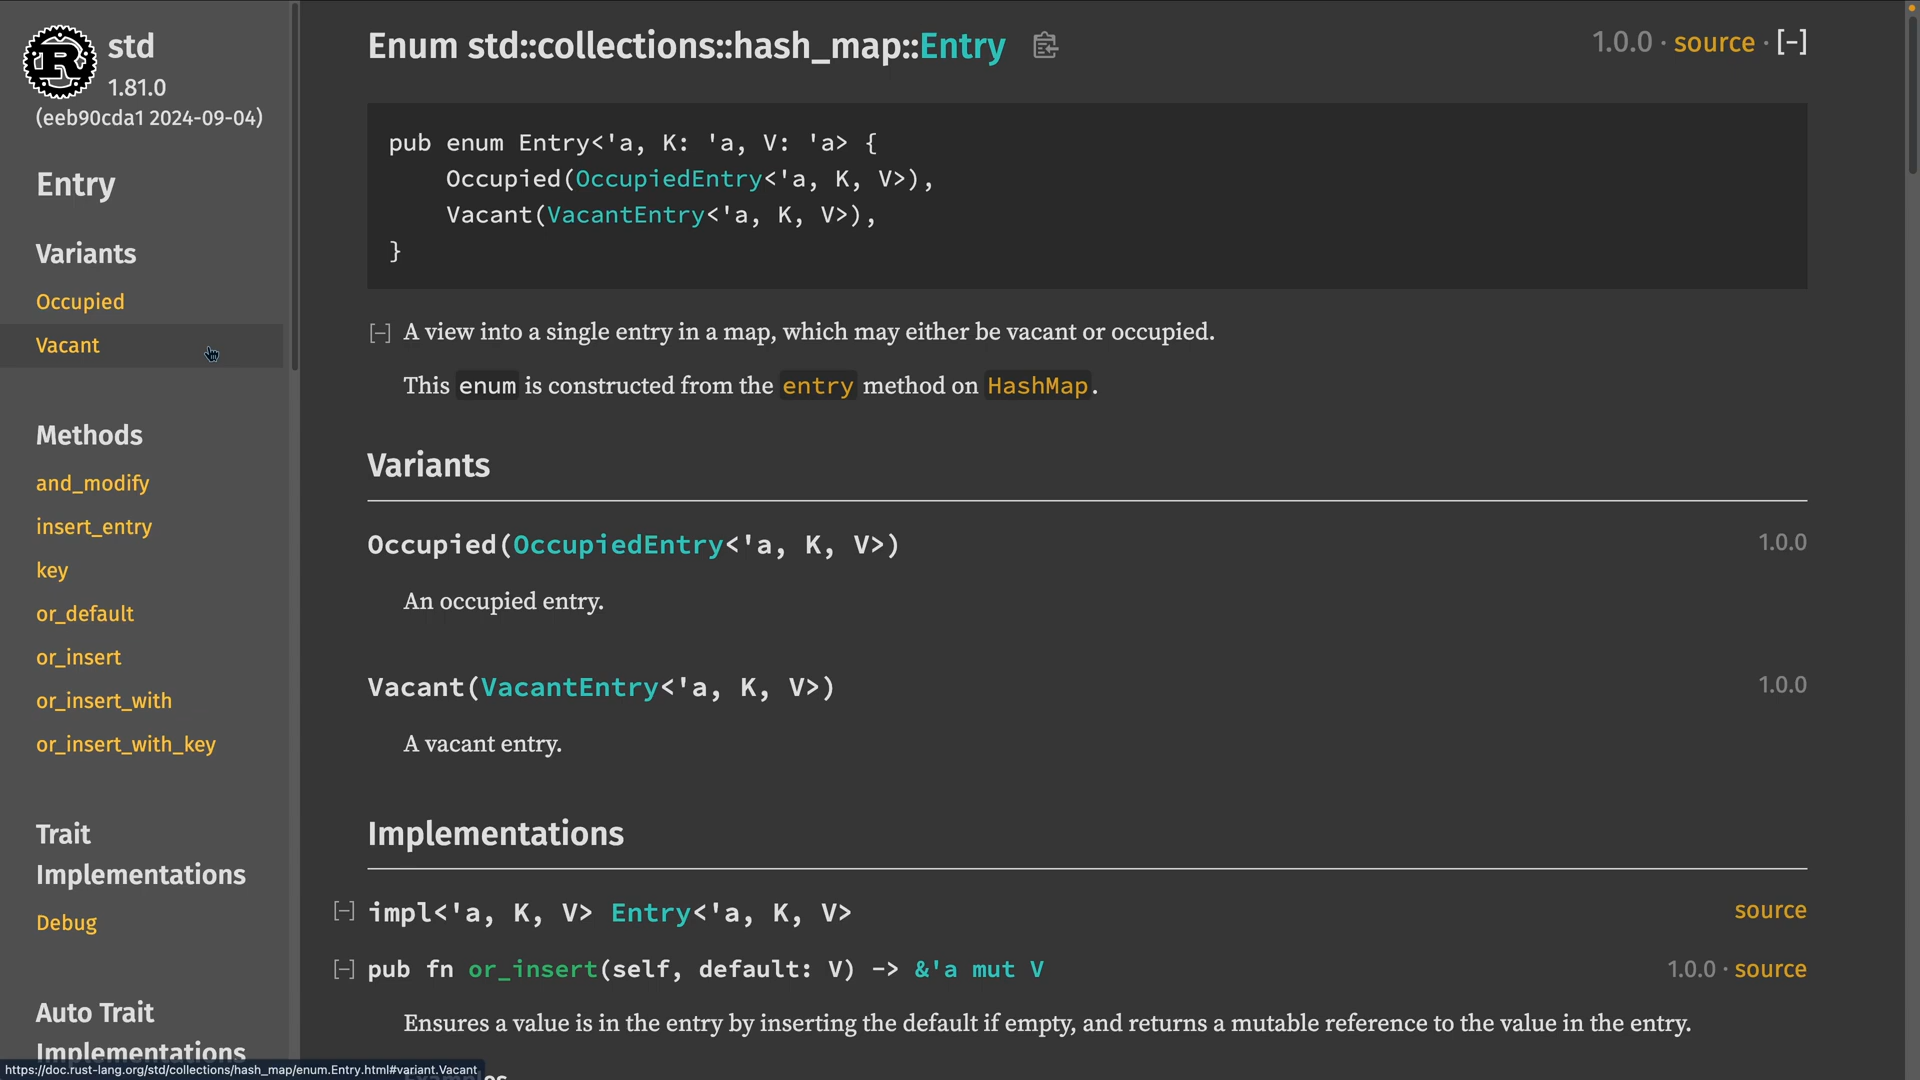 std
1.81.0
(eeb90cda1 2024-09-04)
Entry
Variants
Occupied
Vacant
Methods
and_modify
insert_entry
key
or_default
or_insert
or_insert_with
or_insert_with_key
Trait
Implementations
Debug
Auto Trait
Implementations
https://doc.rust-lang.org/std/collections/hash_map/enum.Entry.html#variant.Vacant
Enum std::collections::hash_map::Entry
1.0.0 · source · [-]
pub enum Entry<'a, K: 'a, V: 'a> {
    Occupied(OccupiedEntry<'a, K, V>),
    Vacant(VacantEntry<'a, K, V>),
}
[-] A view into a single entry in a map, which may either be vacant or occupied.
This enum is constructed from the entry method on HashMap.
Variants
Occupied(OccupiedEntry<'a, K, V>) 1.0.0
An occupied entry.
Vacant(VacantEntry<'a, K, V>) 1.0.0
A vacant entry.
Implementations
[-] impl<'a, K, V> Entry<'a, K, V> source
[-] pub fn or_insert(self, default: V) -> &'a mut V 1.0.0 · source
Ensures a value is in the entry by inserting the default if empty, and returns a mutable reference to the value in the entry.